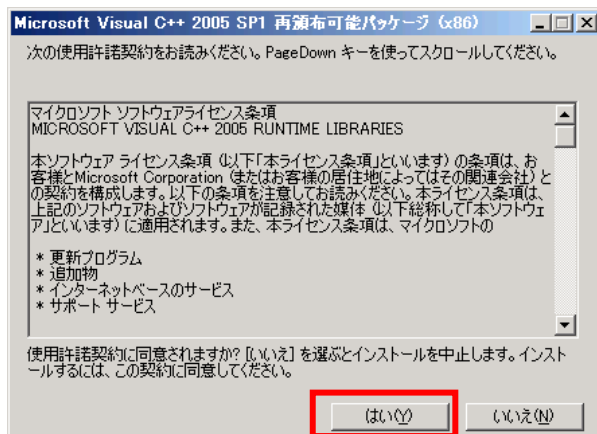 Microsoft Visual C++ 2005 SP1 再頒布可能パッケージ (x86)
次の使用許諾契約をお読みください。PageDown キーを使ってスクロールしてください。
マイクロソフト ソフトウェアライセンス条項
MICROSOFT VISUAL C++ 2005 RUNTIME LIBRARIES
本ソフトウェア ライセンス条項 (以下「本ライセンス条項」といいます) の条項は、お
客様とMicrosoft Corporation (またはお客様の居住地によってはその関連会社) と
の契約を構成します。以下の条項を注意してお読みください。本ライセンス条項は、
上記のソフトウェアおよびソフトウェアが記録された媒体 (以下総称して「本ソフトウェ
ア」といいます) に適用されます。また、本ライセンス条項は、マイクロソフトの
* 更新プログラム
* 追加物
* インターネットベースのサービス
* サポート サービス
使用許諾契約に同意されますか? [いいえ] を選ぶとインストールを中止します。インスト
ールするには、この契約に同意してください。
はい(Y)
いいえ(N)